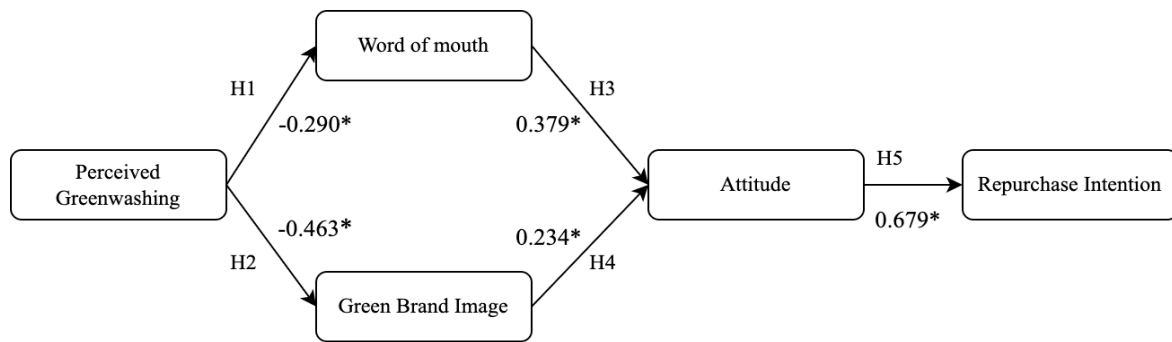 Word of mouth
H1
H3
-0.290*
0.379*
Perceived
Greenwashing
Attitude
H5
Repurchase Intention
0.679*
-0.463*
0.234*
H2
H4
Green Brand Image